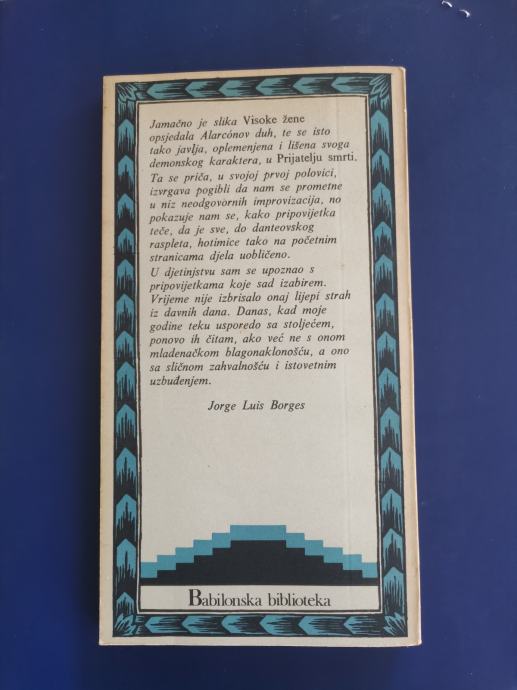 Jamačno je slika Visoke žene
opsjedala Alarcónov duh, te se isto
tako javlja, oplemenjena i lišena svoga
demonskog karaktera, u Prijatelju smrti.
Ta se priča, u svojoj prvoj polovici,
izvrgava pogibli da nam se prometne
u niz neodgovornih improvizacija, no
pokazuje nam se, kako pripovijetka
teče, da je sve, do danteovskog
raspleta, hotimice tako na početnim
stranicama djela uobličeno.
U djetinjstvu sam se upoznao s
pripovijetkama koje sad izabirem.
Vrijeme nije izbrisalo onaj lijepi strah
iz davnih dana. Danas, kad moje
godine teku usporedo sa stoljećem,
ponovo ih čitam, ako već ne s onom
mladenačkom blagonaklonošću, a ono
sa sličnom zahvalnošću i istovetnim
uzbuđenjem.
Jorge Luis Borges
Babilonska biblioteka